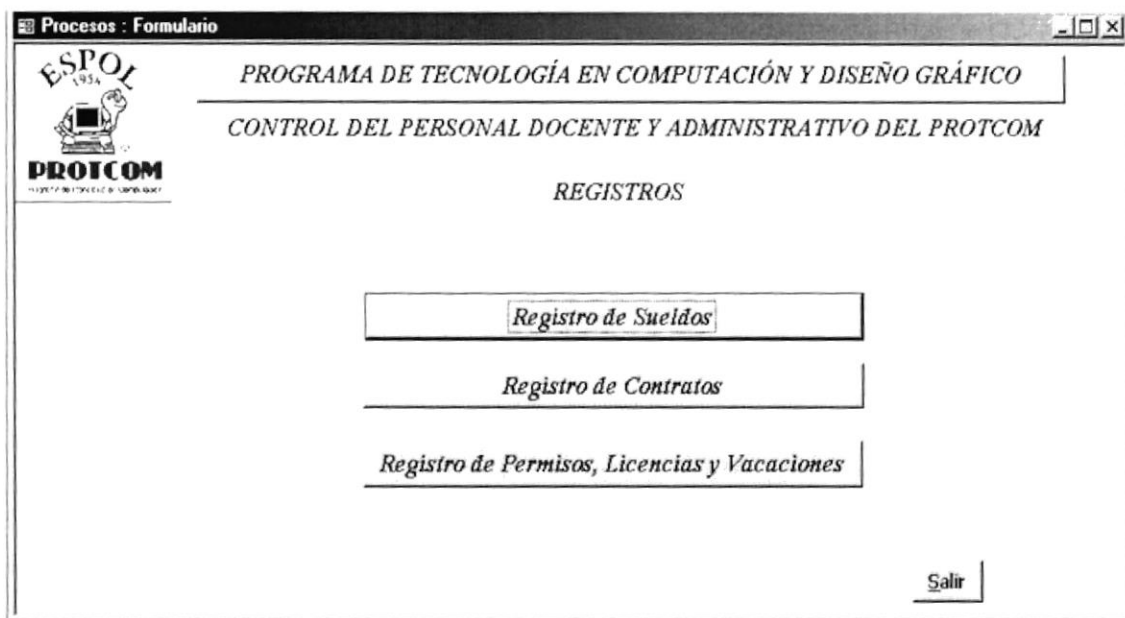 Procesos : Formulario
ESPOL
1954
PROTCOM
PROGRAMA DE TECNOLOGÍA EN COMPUTACIÓN Y DISEÑO GRÁFICO
CONTROL DEL PERSONAL DOCENTE Y ADMINISTRATIVO DEL PROTCOM
REGISTROS
Registro de Sueldos
Registro de Contratos
Registro de Permisos, Licencias y Vacaciones
Salir